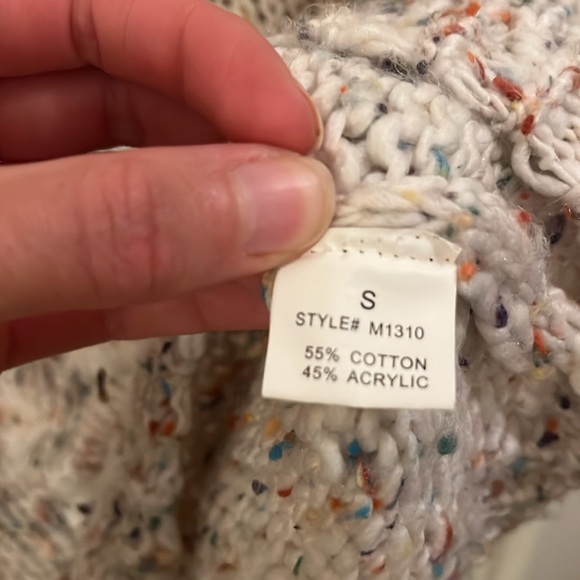 S
STYLE# M1310
55% COTTON
45% ACRYLIC